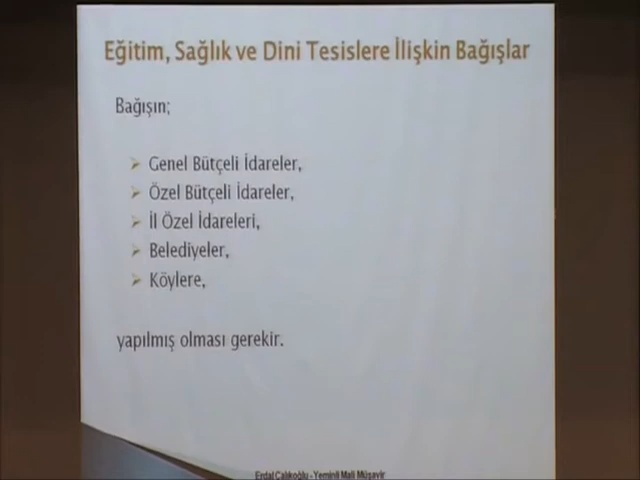 Eğitim, Sağlık ve Dini Tesislere İlişkin Bağışlar
Bağışın;
Genel Bütçeli İdareler,
Özel Bütçeli İdareler,
İl Özel İdareleri,
Belediyeler,
Köylere,
yapılmış olması gerekir.
Erdal Çalıkoğlu - Yeminli Mali Müşavir